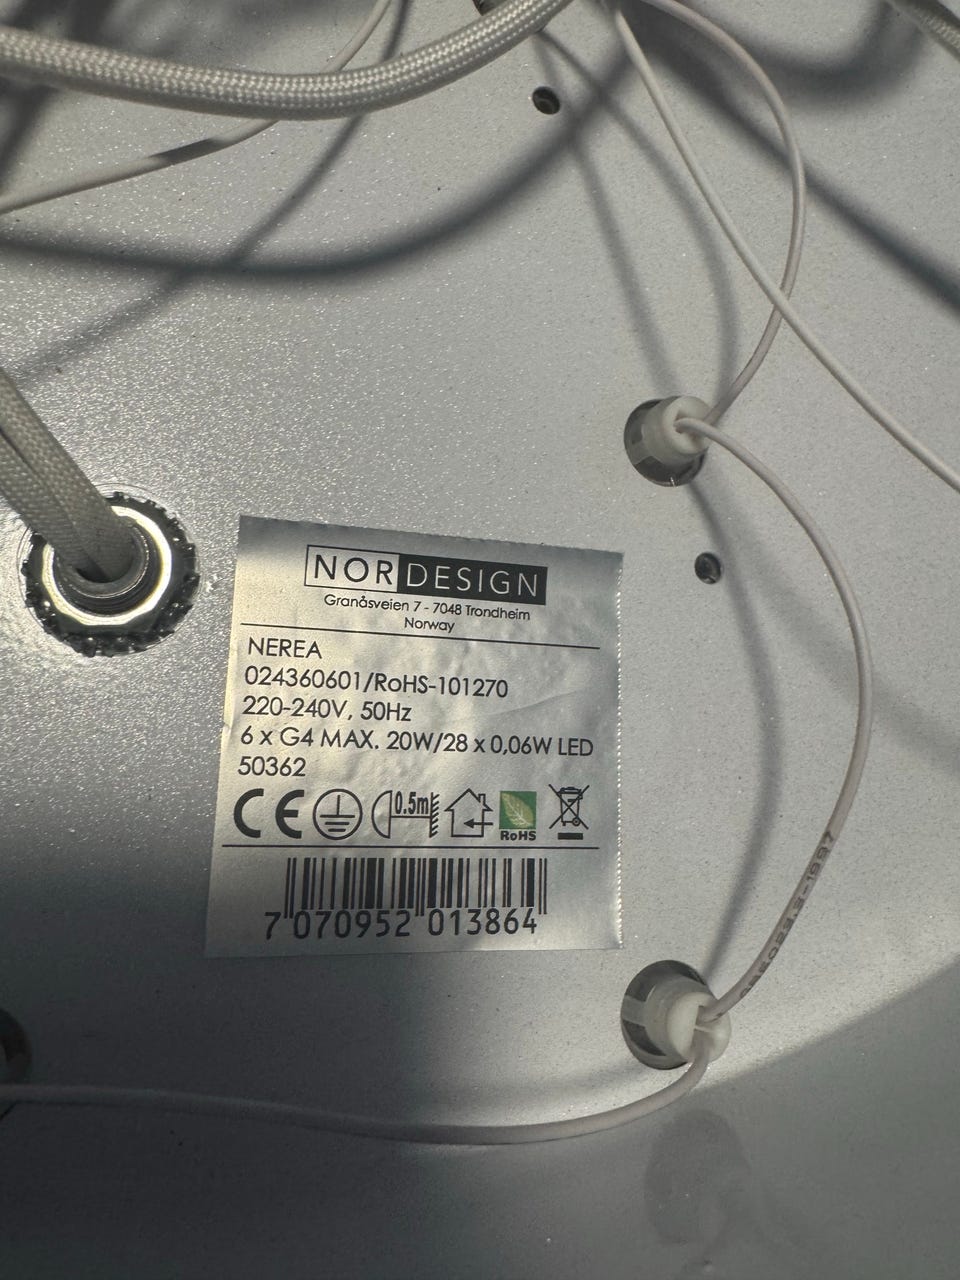 NORDESIGN
Granåsveien 7 - 7048 Trondheim
Norway
NEREA
024360601/RoHS-101270
220-240V, 50Hz
6 x G4 MAX. 20W/28 x 0,06W LED
50362
CE 0.5m RoHS
7 070952 013864